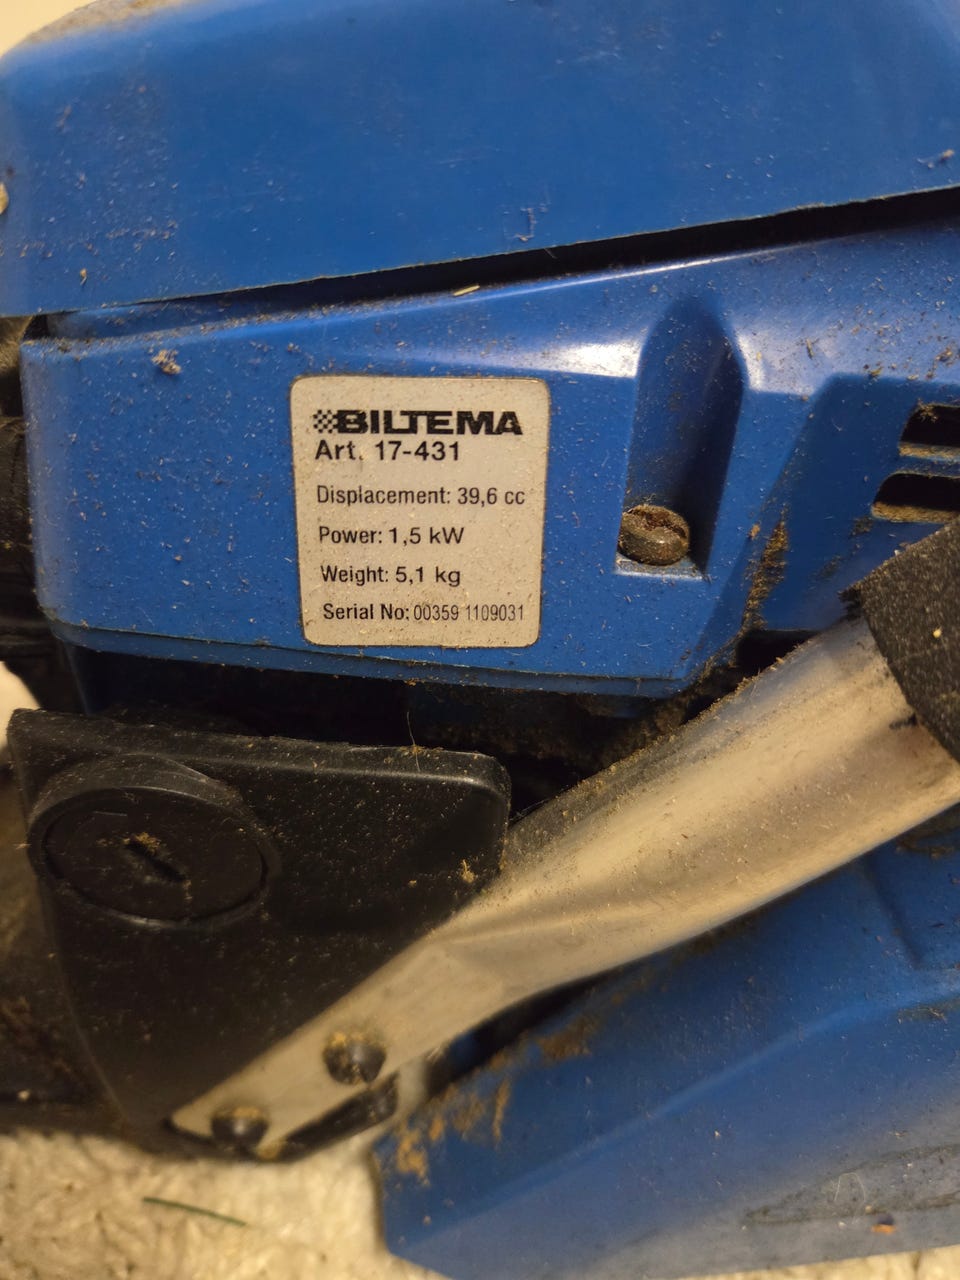 BILTEMA
Art. 17-431
Displacement: 39,6 cc
Power: 1,5 kW
Weight: 5,1 kg
Serial No: 00359 1109031